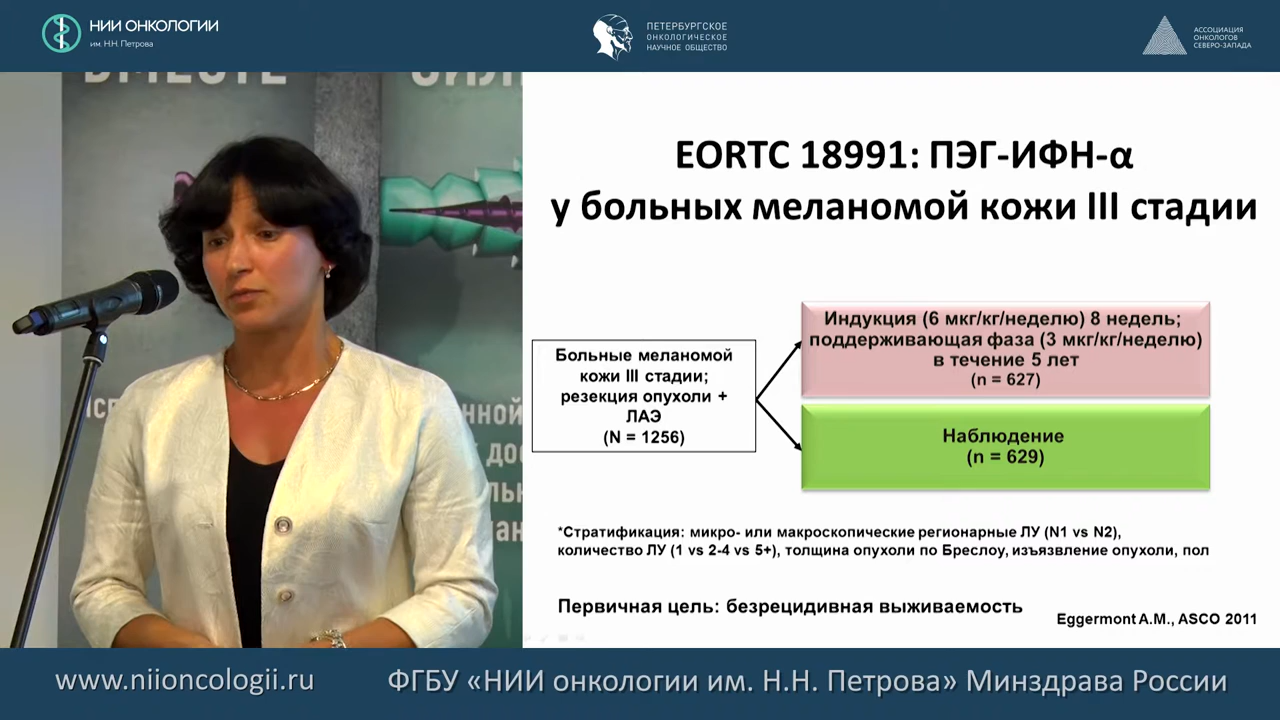 НИИ ОНКОЛОГИИ
им. Н.Н. Петрова
ПЕТЕРБУРГСКОЕ
ОНКОЛОГИЧЕСКОЕ
НАУЧНОЕ ОБЩЕСТВО
АССОЦИАЦИЯ
ОНКОЛОГОВ
СЕВЕРО-ЗАПАДА
ВМЕСТЕ
EORTC 18991: ПЭГ-ИФН-α
у больных меланомой кожи III стадии
Больные меланомой
кожи III стадии;
резекция опухоли +
ЛАЭ
(N = 1256)
Индукция (6 мкг/кг/неделю) 8 недель;
поддерживающая фаза (3 мкг/кг/неделю)
в течение 5 лет
(n = 627)
Наблюдение
(n = 629)
*Стратификация: микро- или макроскопические регионарные ЛУ (N1 vs N2),
количество ЛУ (1 vs 2-4 vs 5+), толщина опухоли по Бреслоу, изъязвление опухоли, пол
Первичная цель: безрецидивная выживаемость
Eggermont A.M., ASCO 2011
www.niioncologii.ru
ФГБУ «НИИ онкологии им. Н.Н. Петрова» Минздрава России